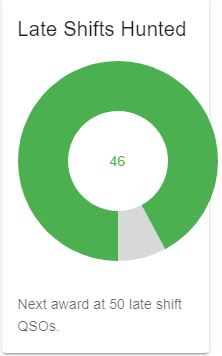 Late Shifts Hunted
46
Next award at 50 late shift
QSOs.